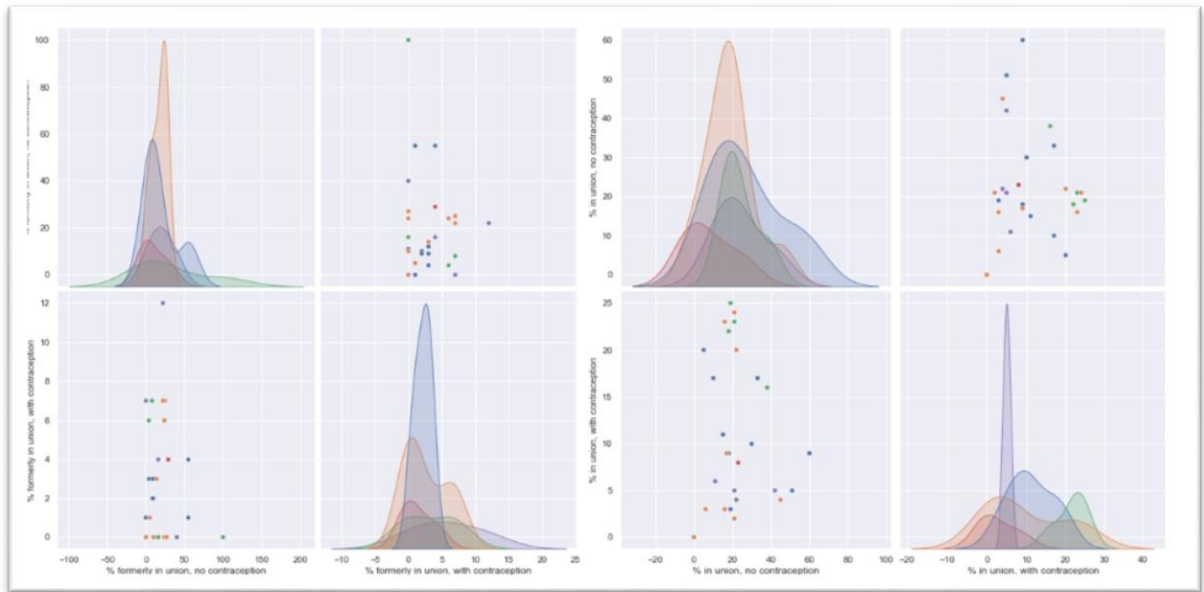 100
80
60
40
20
0
12
10
8
6
4
2
0
% formerly in union, with contraception
−100 −50 0 50 100 150 200
% formerly in union, no contraception
−10 −5 0 5 10 15 20 25
% formerly in union, with contraception
60
50
40
30
20
10
0
% in union, no contraception
25
20
15
10
5
0
% in union, with contraception
−20 0 20 40 60 80 100
% in union, no contraception
−20 −10 0 10 20 30 40
% in union, with contraception